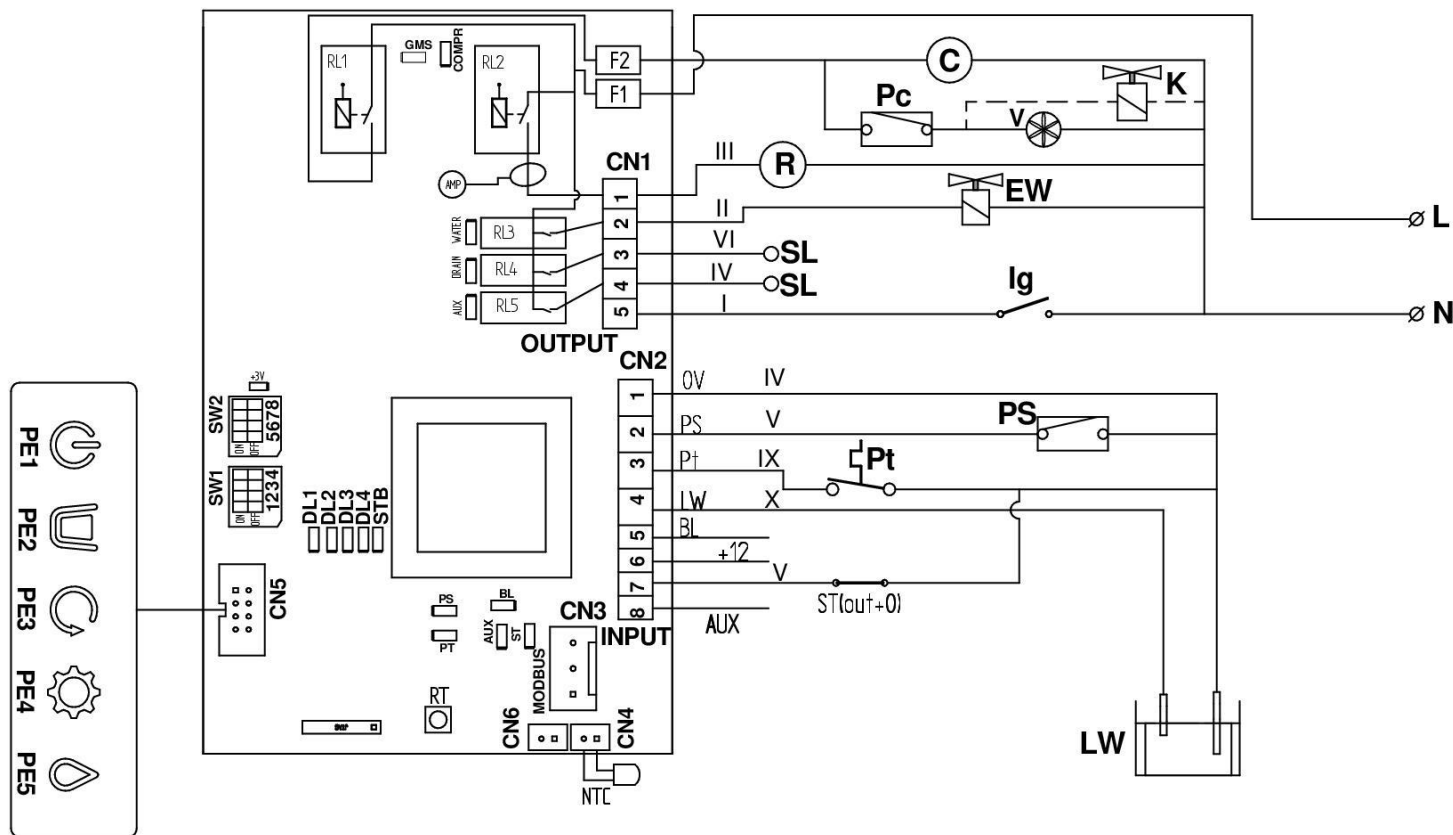 RL1
GMS
COMPR
RL2
F2
F1
C
K
Pc
V
AMP
CN1
III
R
1
II
EW
2
WATER
RL3
VI
SL
3
DRAIN
RL4
IV
SL
4
AUX
RL5
I
Ig
5
L
N
OUTPUT
CN2
1
0V
IV
2
PS
V
PS
3
Pt
IX
Pt
4
LW
X
5
BL
6
+12
7
V
ST(out+0)
8
AUX
INPUT
+3V
SW2
5678
ON
OFF
SW1
1234
ON
OFF
DL1
DL2
DL3
DL4
STB
PE1
PE2
PE3
PE4
PE5
CN5
PS
PT
BL
AUX
ST
CN3
MODBUS
RT
CN6
CN4
NTC
LW